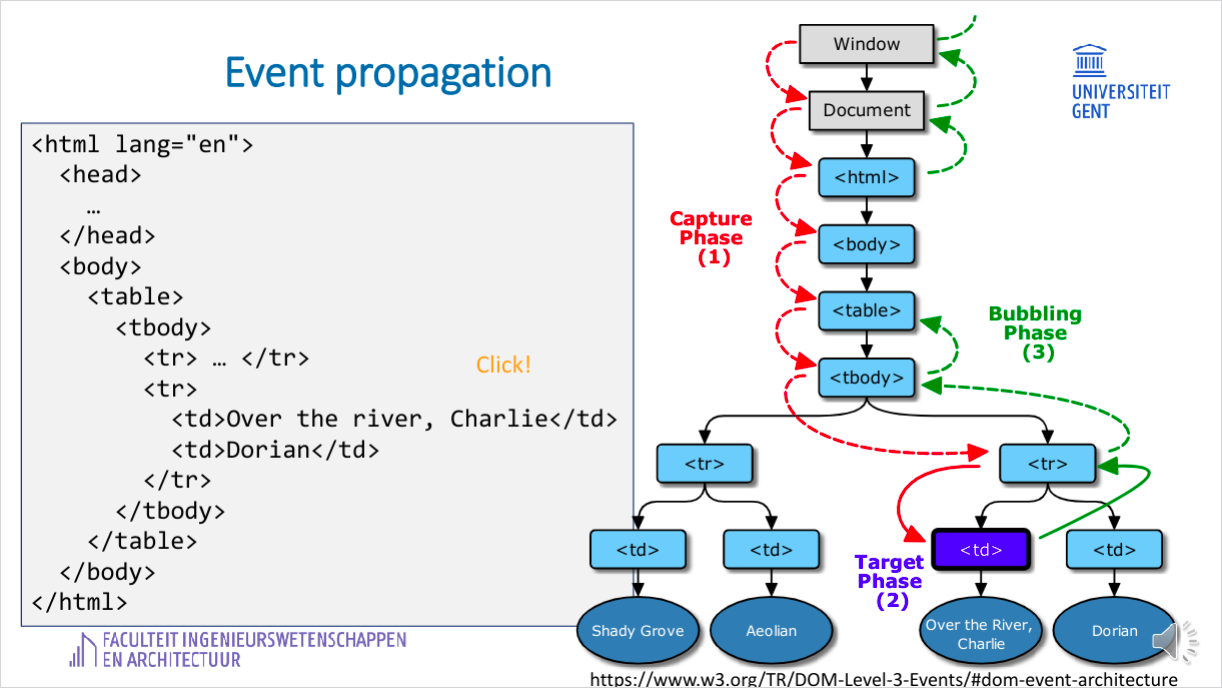 Event propagation
<html lang="en">
<head>
…
</head>
<body>
<table>
<tbody>
<tr> … </tr>
<tr>
<td>Over the river, Charlie</td>
<td>Dorian</td>
</tr>
</tbody>
</table>
</body>
</html>
Click!
Window
Document
<html>
<body>
<table>
<tbody>
<tr>
<tr>
<td>
<td>
<td>
<td>
Shady Grove
Aeolian
Over the River,
Charlie
Dorian
Capture
Phase
(1)
Target
Phase
(2)
Bubbling
Phase
(3)
UNIVERSITEIT
GENT
FACULTEIT INGENIEURSWETENSCHAPPEN
EN ARCHITECTUUR
https://www.w3.org/TR/DOM-Level-3-Events/#dom-event-architecture